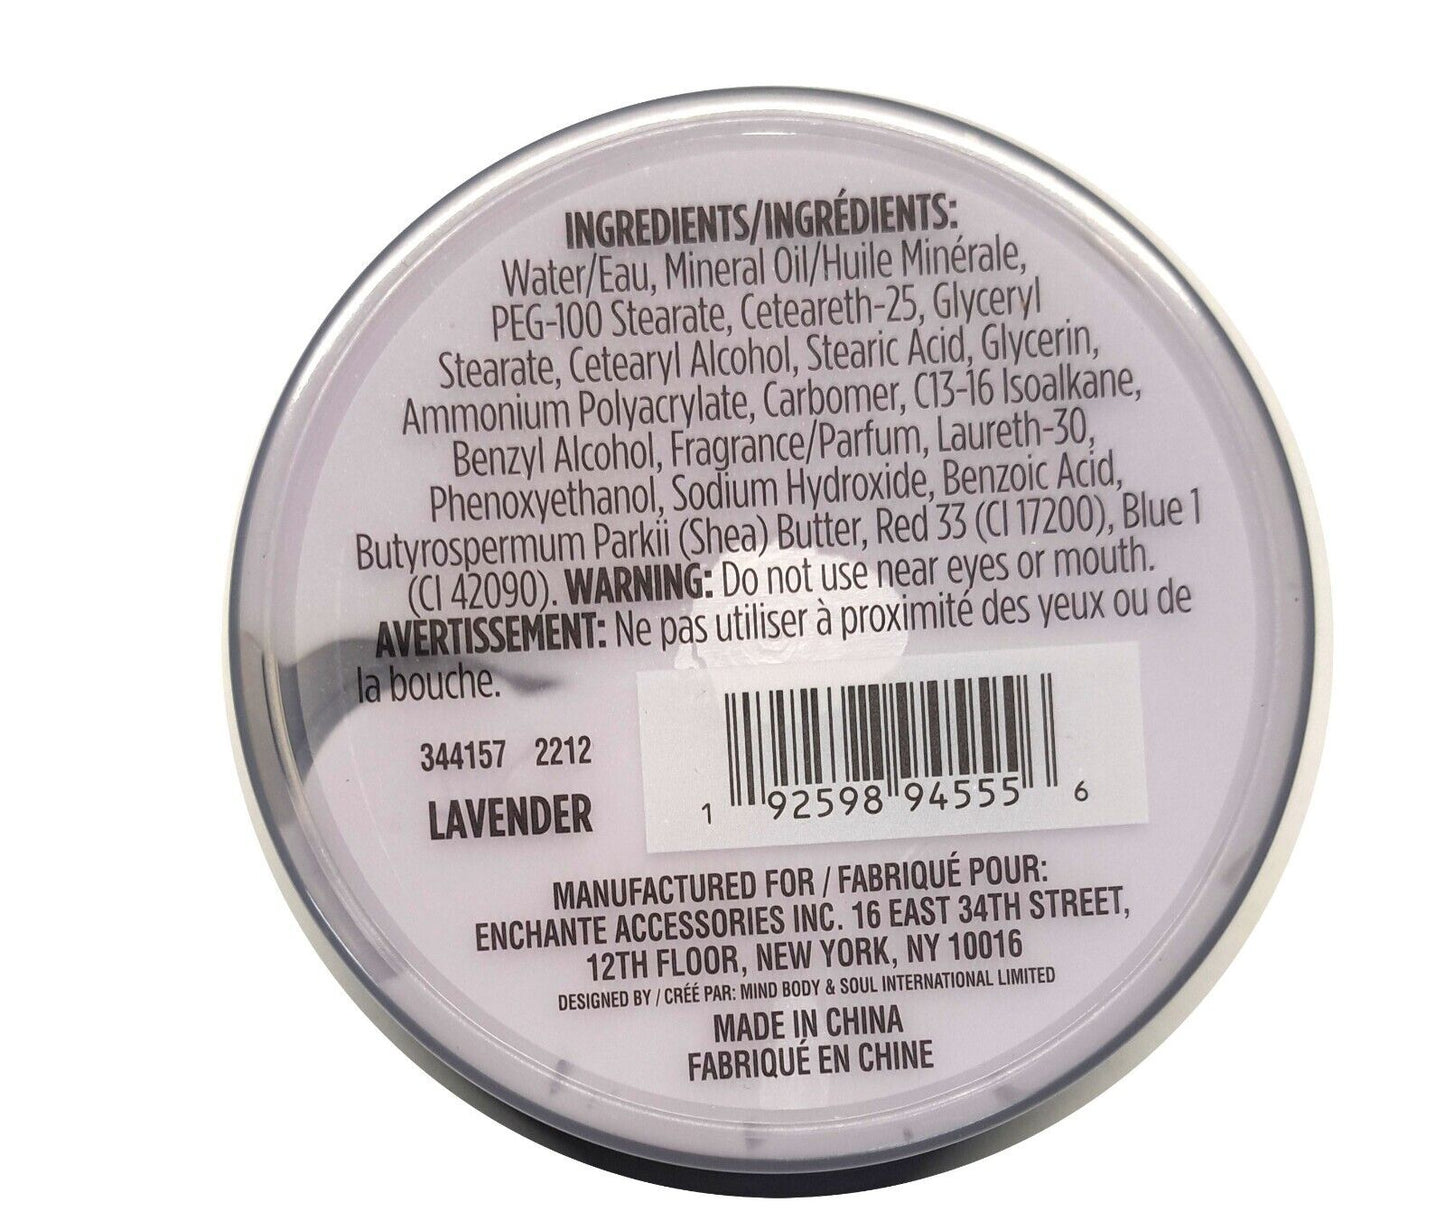 INGREDIENTS/INGRÉDIENTS:
Water/Eau, Mineral Oil/Huile Minérale,
PEG-100 Stearate, Ceteareth-25, Glyceryl
Stearate, Cetearyl Alcohol, Stearic Acid, Glycerin,
Ammonium Polyacrylate, Carbomer, C13-16 Isoalkane,
Benzyl Alcohol, Fragrance/Parfum, Laureth-30,
Phenoxyethanol, Sodium Hydroxide, Benzoic Acid,
Butyrospermum Parkii (Shea) Butter, Red 33 (CI 17200), Blue 1
(CI 42090). WARNING: Do not use near eyes or mouth.
AVERTISSEMENT: Ne pas utiliser à proximité des yeux ou de
la bouche.
344157 2212
LAVENDER
1 92598 94555 6
MANUFACTURED FOR / FABRIQUÉ POUR:
ENCHANTE ACCESSORIES INC. 16 EAST 34TH STREET,
12TH FLOOR, NEW YORK, NY 10016
DESIGNED BY / CRÉÉ PAR: MIND BODY & SOUL INTERNATIONAL LIMITED
MADE IN CHINA
FABRIQUÉ EN CHINE